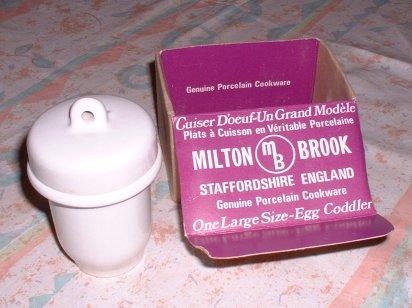 Genuine Porcelain Cookware
Cuiser Doeuf-Un Grand Modèle
Plats à Cuisson en Véritable Porcelaine
MILTON MB BROOK
STAFFORDSHIRE ENGLAND
Genuine Porcelain Cookware
One Large Size-Egg Coddler